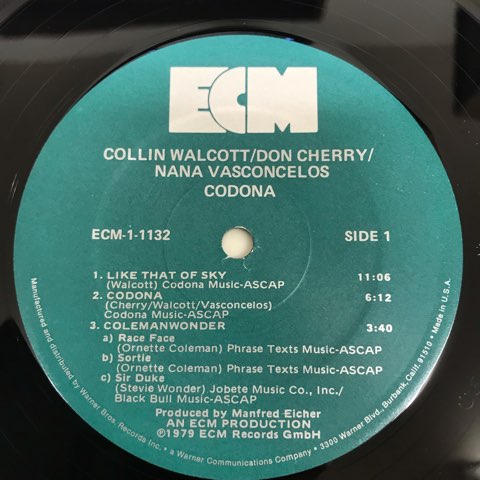 ECM
COLLIN WALCOTT/DON CHERRY/
NANA VASCONCELOS
CODONA
ECM-1-1132
SIDE 1
1. LIKE THAT OF SKY 11:06
(Walcott) Codona Music-ASCAP
2. CODONA 6:12
(Cherry/Walcott/Vasconcelos)
Codona Music-ASCAP
3. COLEMANWONDER 3:40
a) Race Face
(Ornette Coleman) Phrase Texts Music-ASCAP
b) Sortie
(Ornette Coleman) Phrase Texts Music-ASCAP
c) Sir Duke
(Stevie Wonder) Jobete Music Co., Inc./
Black Bull Music-ASCAP
Produced by Manfred Eicher
AN ECM PRODUCTION
℗1979 ECM Records GmbH
Manufactured and distributed by Warner Bros. Records Inc. • a Warner Communications Company • 3300 Warner Blvd., Burbank, Calif. 91510 • Made in U.S.A.